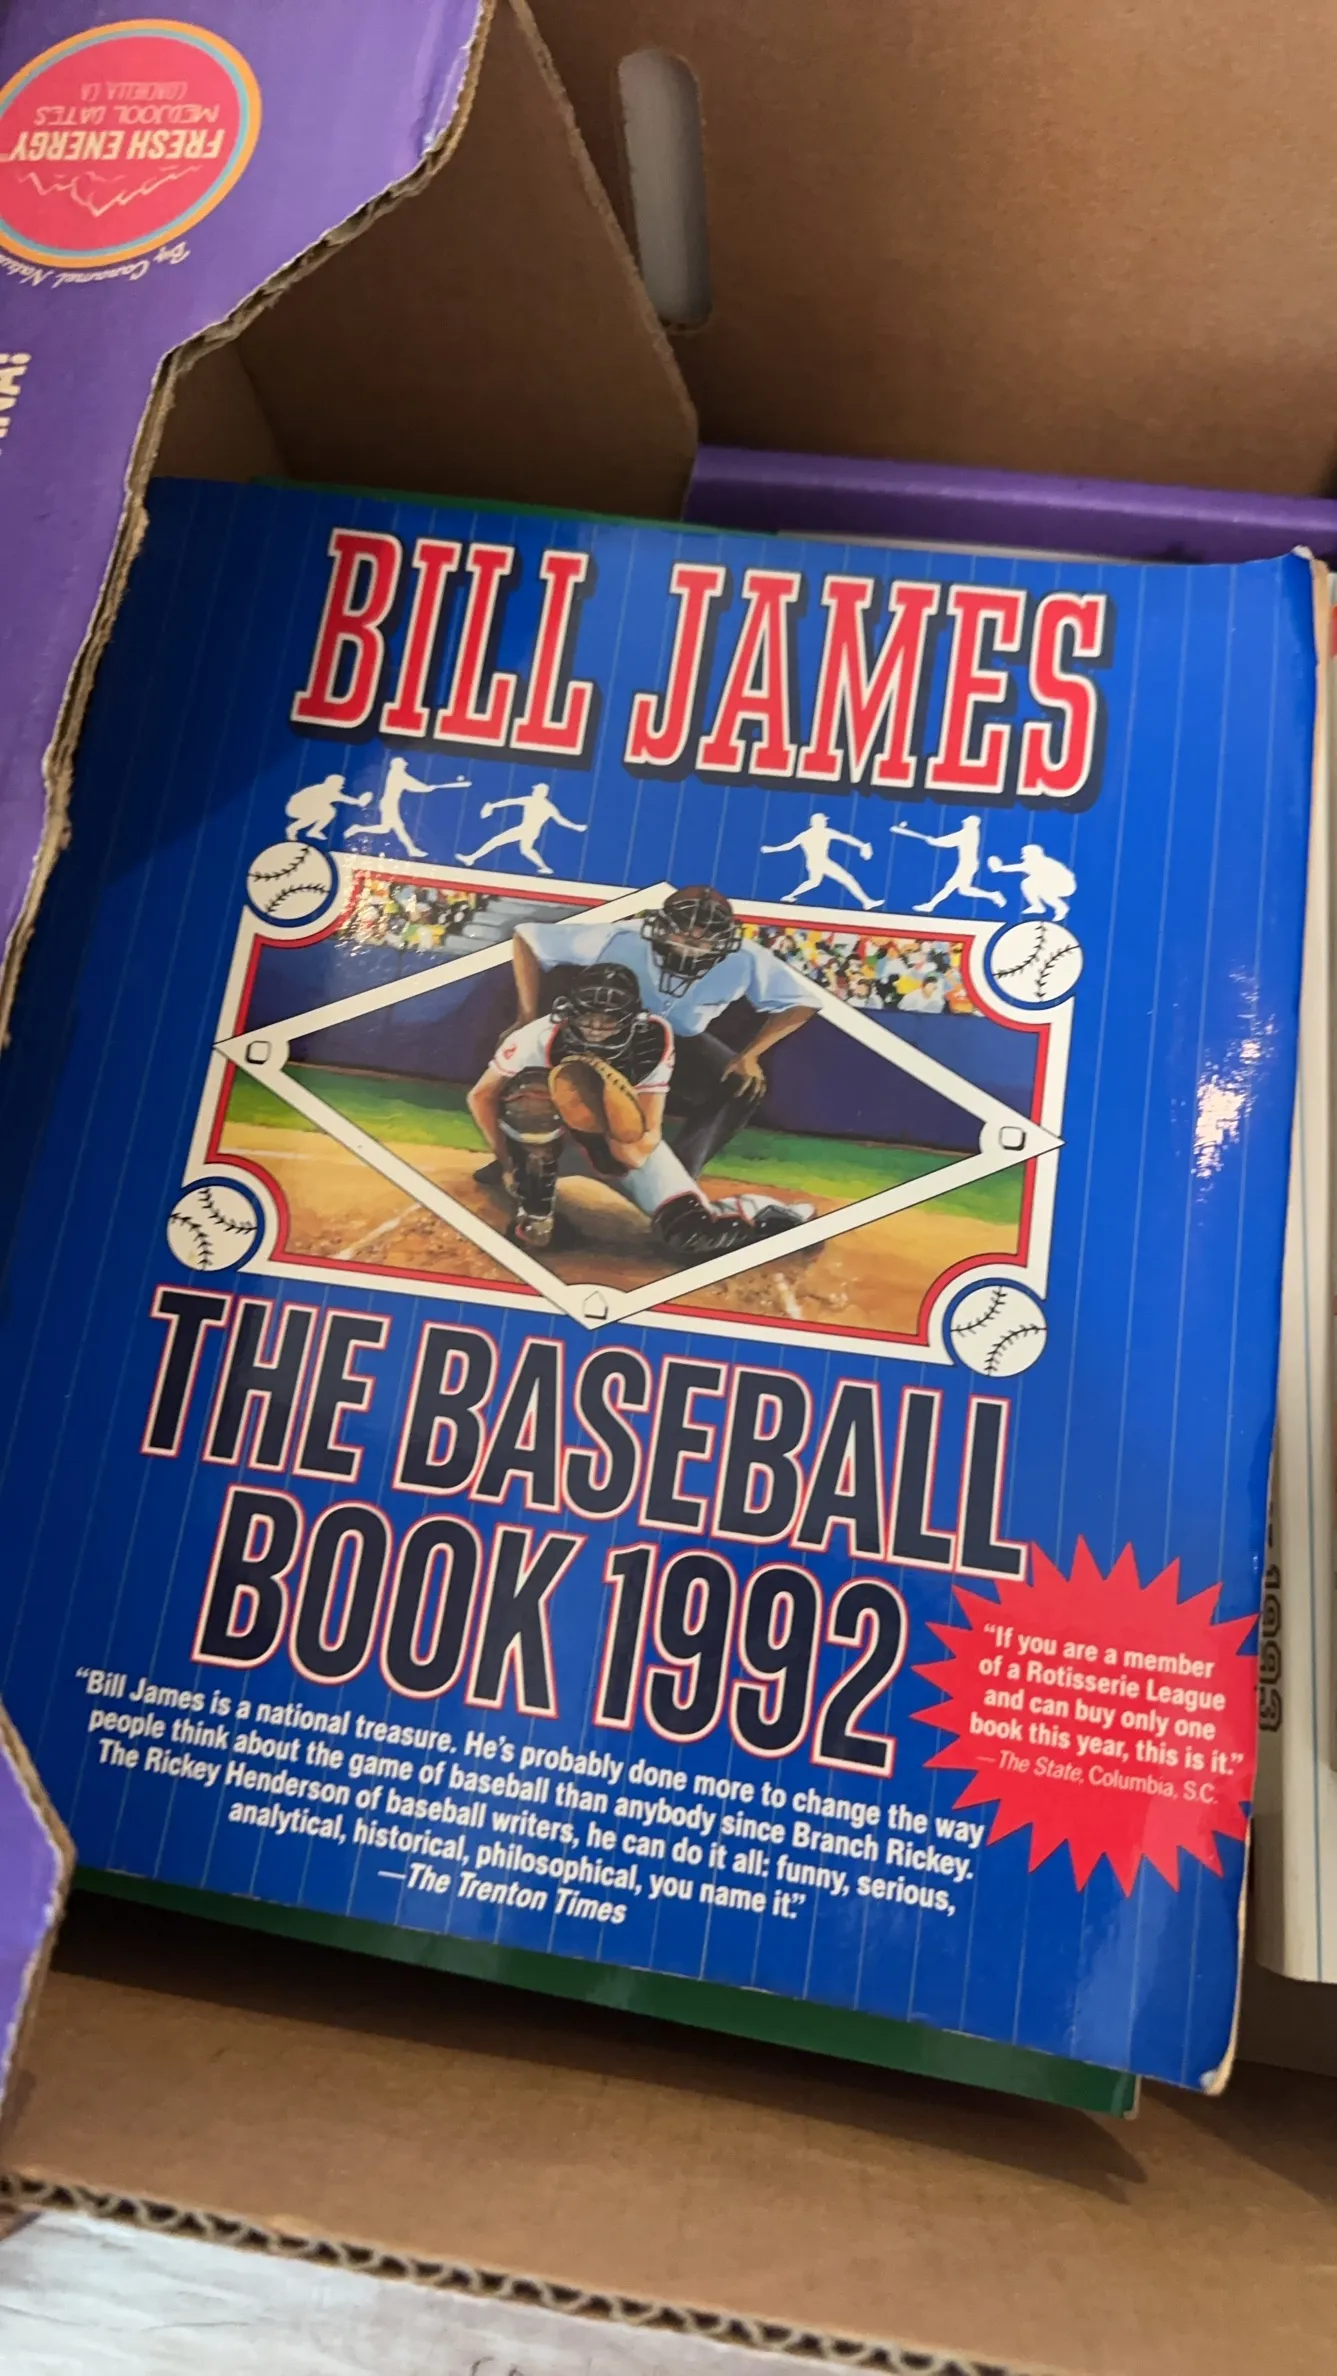 FRESH ENERGY
MEDJOOL DATES
COACHELLA, CA
By Caramel
BILL JAMES
THE BASEBALL
BOOK 1992
"If you are a member
of a Rotisserie League
and can buy only one
book this year, this is it."
—The State, Columbia, S.C.
"Bill James is a national treasure. He's probably done more to change the way
people think about the game of baseball than anybody since Branch Rickey.
The Rickey Henderson of baseball writers, he can do it all: funny, serious,
analytical, historical, philosophical, you name it."
—The Trenton Times